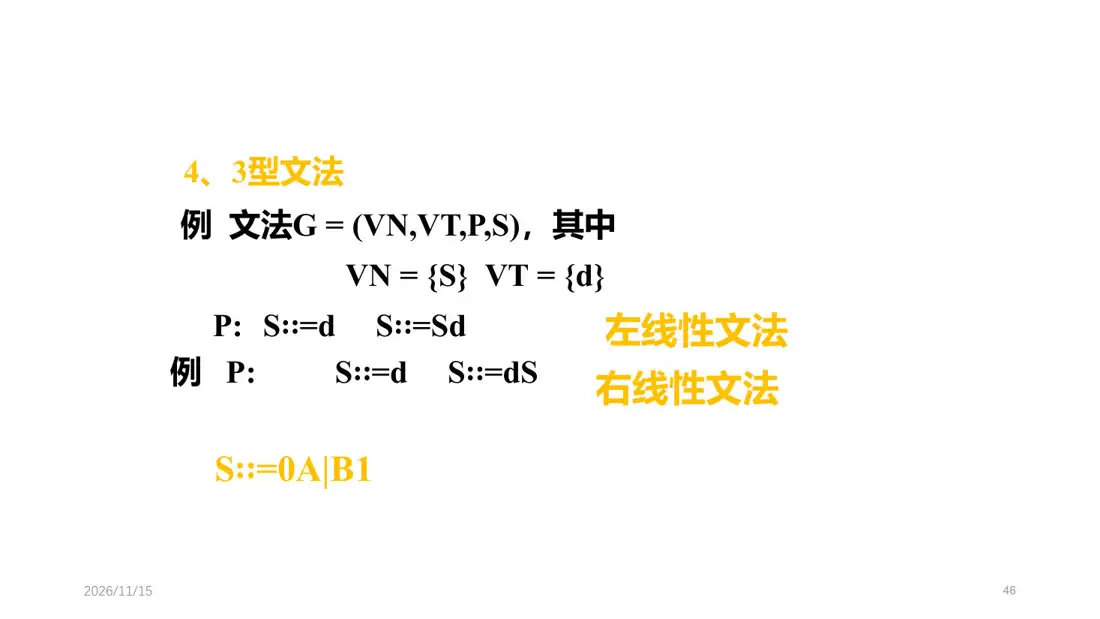 4、3型文法
例 文法G = (VN,VT,P,S)，其中
VN = {S} VT = {d}
P: S∷=d S∷=Sd 左线性文法
例 P: S∷=d S∷=dS 右线性文法
S∷=0A|B1
2026/11/15 46